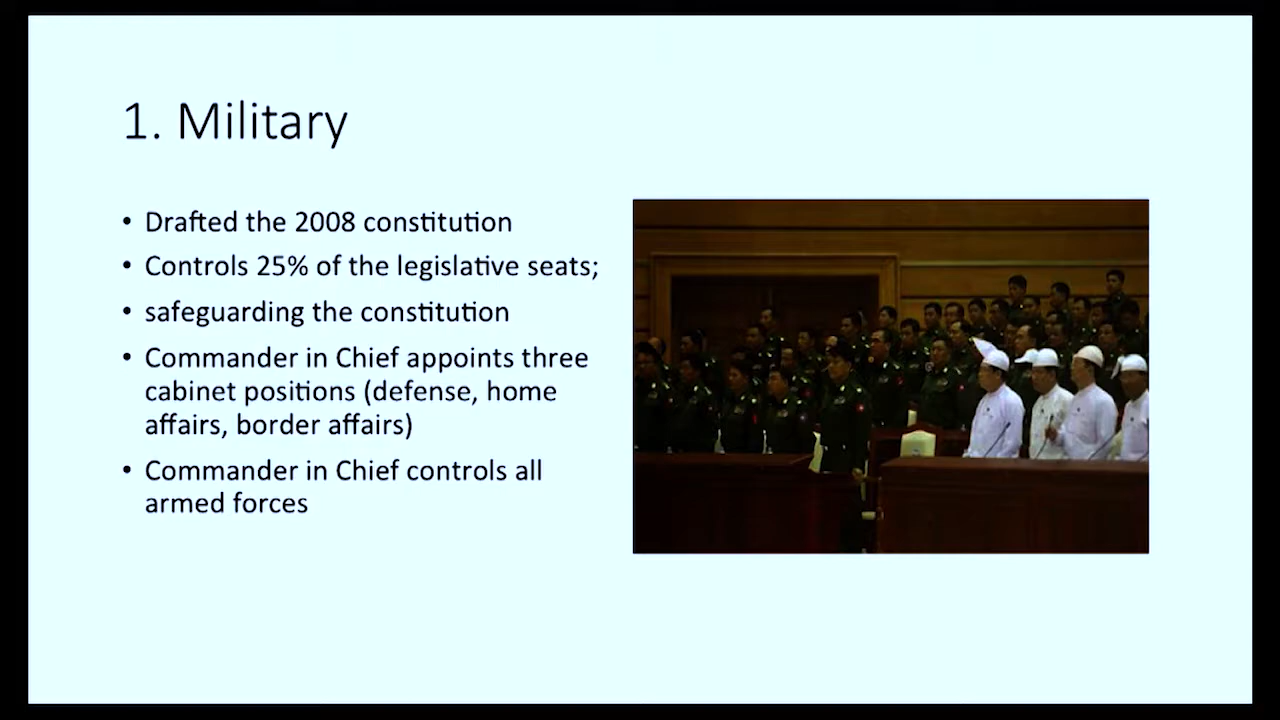 1. Military
• Drafted the 2008 constitution
• Controls 25% of the legislative seats;
• safeguarding the constitution
• Commander in Chief appoints three
cabinet positions (defense, home
affairs, border affairs)
• Commander in Chief controls all
armed forces